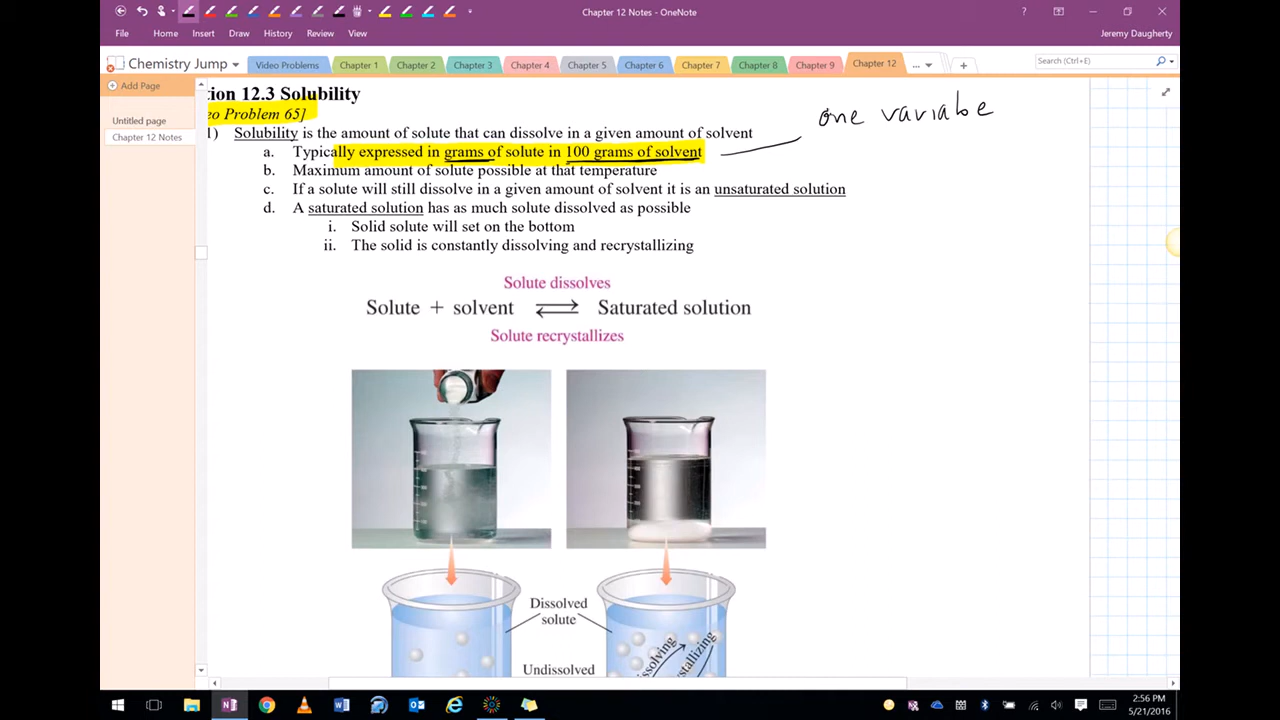 Chapter 12 Notes - OneNote
?
Jeremy Daugherty
File Home Insert Draw History Review View
Chemistry Jump
Video Problems Chapter 1 Chapter 2 Chapter 3 Chapter 4 Chapter 5 Chapter 6 Chapter 7 Chapter 8 Chapter 9 Chapter 12 ... +
Search (Ctrl+E)
Add Page
Untitled page
Chapter 12 Notes
tion 12.3 Solubility
eo Problem 65]
one variabe
1) Solubility is the amount of solute that can dissolve in a given amount of solvent
a. Typically expressed in grams of solute in 100 grams of solvent
b. Maximum amount of solute possible at that temperature
c. If a solute will still dissolve in a given amount of solvent it is an unsaturated solution
d. A saturated solution has as much solute dissolved as possible
i. Solid solute will set on the bottom
ii. The solid is constantly dissolving and recrystallizing
Solute dissolves
Solute + solvent ⇌ Saturated solution
Solute recrystallizes
Dissolved
solute
Undissolved
issolving
stallizing
2:56 PM
5/21/2016